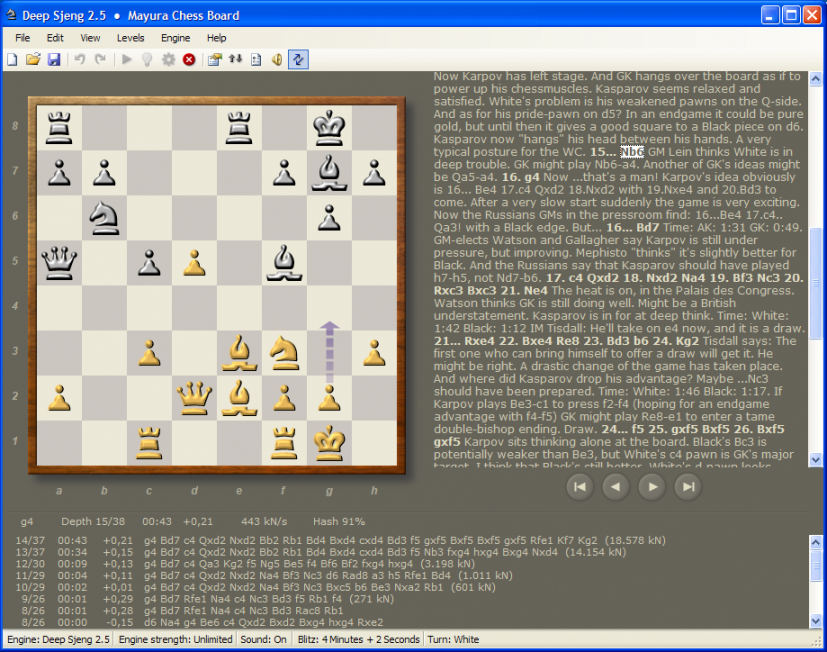 Deep Sjeng 2.5 ● Mayura Chess Board
File Edit View Levels Engine Help
Now Karpov has left stage. And GK hangs over the board as if to
power up his chessmuscles. Kasparov seems relaxed and
satisfied. White's problem is his weakened pawns on the Q-side.
And as for his pride-pawn on d5? In an endgame it could be pure
gold, but until then it gives a good square to a Black piece on d6.
Kasparov now "hangs" his head between his hands. A very
typical posture for the WC. 15... Nb6 GM Lein thinks White is in
deep trouble. GK might play Nb6-a4. Another of GK's ideas might
be Qa5-a4. 16. g4 Now ...that's a man! Karpov's idea obviously
is 16... Be4 17.c4 Qxd2 18.Nxd2 with 19.Nxe4 and 20.Bd3 to
come. After a very slow start suddenly the game is very exciting.
Now the Russians GMs in the pressroom find: 16...Be4 17.c4..
Qa3! with a Black edge. But... 16... Bd7 Time: AK: 1:31 GK: 0:49.
GM-elects Watson and Gallagher say Karpov is still under
pressure, but improving. Mephisto "thinks" it's slightly better for
Black. And the Russians say that Kasparov should have played
h7-h5, not Nd7-b6. 17. c4 Qxd2 18. Nxd2 Na4 19. Bf3 Nc3 20.
Rxc3 Bxc3 21. Ne4 The heat is on, in the Palais des Congress.
Watson thinks GK is still doing well. Might be a British
understatement. Kasparov is in for at deep think. Time: White:
1:42 Black: 1:12 IM Tisdall: He'll take on e4 now, and it is a draw.
21... Rxe4 22. Bxe4 Re8 23. Bd3 b6 24. Kg2 Tisdall says: The
first one who can bring himself to offer a draw will get it. He
might be right. A drastic change of the game has taken place.
And where did Kasparov drop his advantage? Maybe ...Nc3
should have been prepared. Time: White: 1:46 Black: 1:17. If
Karpov plays Be3-c1 to press f2-f4 (hoping for an endgame
advantage with f4-f5) GK might play Re8-e1 to enter a tame
double-bishop ending. Draw. 24... f5 25. gxf5 Bxf5 26. Bxf5
gxf5 Karpov sits thinking alone at the board. Black's Bc3 is
potentially weaker than Be3, but White's c4 pawn is GK's major
target. I think that Black's still better. White's d-pawn looks
8
7
6
5
4
3
2
1
a b c d e f g h
g4 Depth 15/38 00:43 +0,21 443 kN/s Hash 91%
14/37 00:43 +0,21 g4 Bd7 c4 Qxd2 Nxd2 Bb2 Rb1 Bd4 Bxd4 cxd4 Bd3 f5 gxf5 Bxf5 Bxf5 gxf5 Rfe1 Kf7 Kg2 (18.578 kN)
13/37 00:34 +0,15 g4 Bd7 c4 Qxd2 Nxd2 Bb2 Rb1 Bd4 Bxd4 cxd4 Bd3 f5 Nb3 fxg4 hxg4 Bxg4 Nxd4 (14.154 kN)
12/30 00:09 +0,13 g4 Bd7 c4 Qa3 Kg2 f5 Ng5 Be5 f4 Bf6 Bf2 fxg4 hxg4 (3.198 kN)
11/29 00:04 +0,11 g4 Bd7 c4 Qxd2 Nxd2 Na4 Bf3 Nc3 d6 Rad8 a3 h5 Rfe1 Bd4 (1.011 kN)
10/29 00:02 +0,01 g4 Bd7 c4 Qxd2 Nxd2 Na4 Bf3 Nc3 Bxc5 b6 Be3 Nxa2 Rb1 (601 kN)
9/26 00:01 +0,29 g4 Bd7 Rfe1 Na4 c4 Nc3 Bd3 f5 Rb1 f4 (271 kN)
8/26 00:01 +0,28 g4 Bd7 Rfe1 Na4 c4 Nc3 Bd3 Rac8 Rb1
8/26 00:00 -0,15 d6 Na4 g4 Be6 c4 Qxd2 Bxd2 Bxg4 hxg4 Rxe2
Engine: Deep Sjeng 2.5 Engine strength: Unlimited Sound: On Blitz: 4 Minutes + 2 Seconds Turn: White